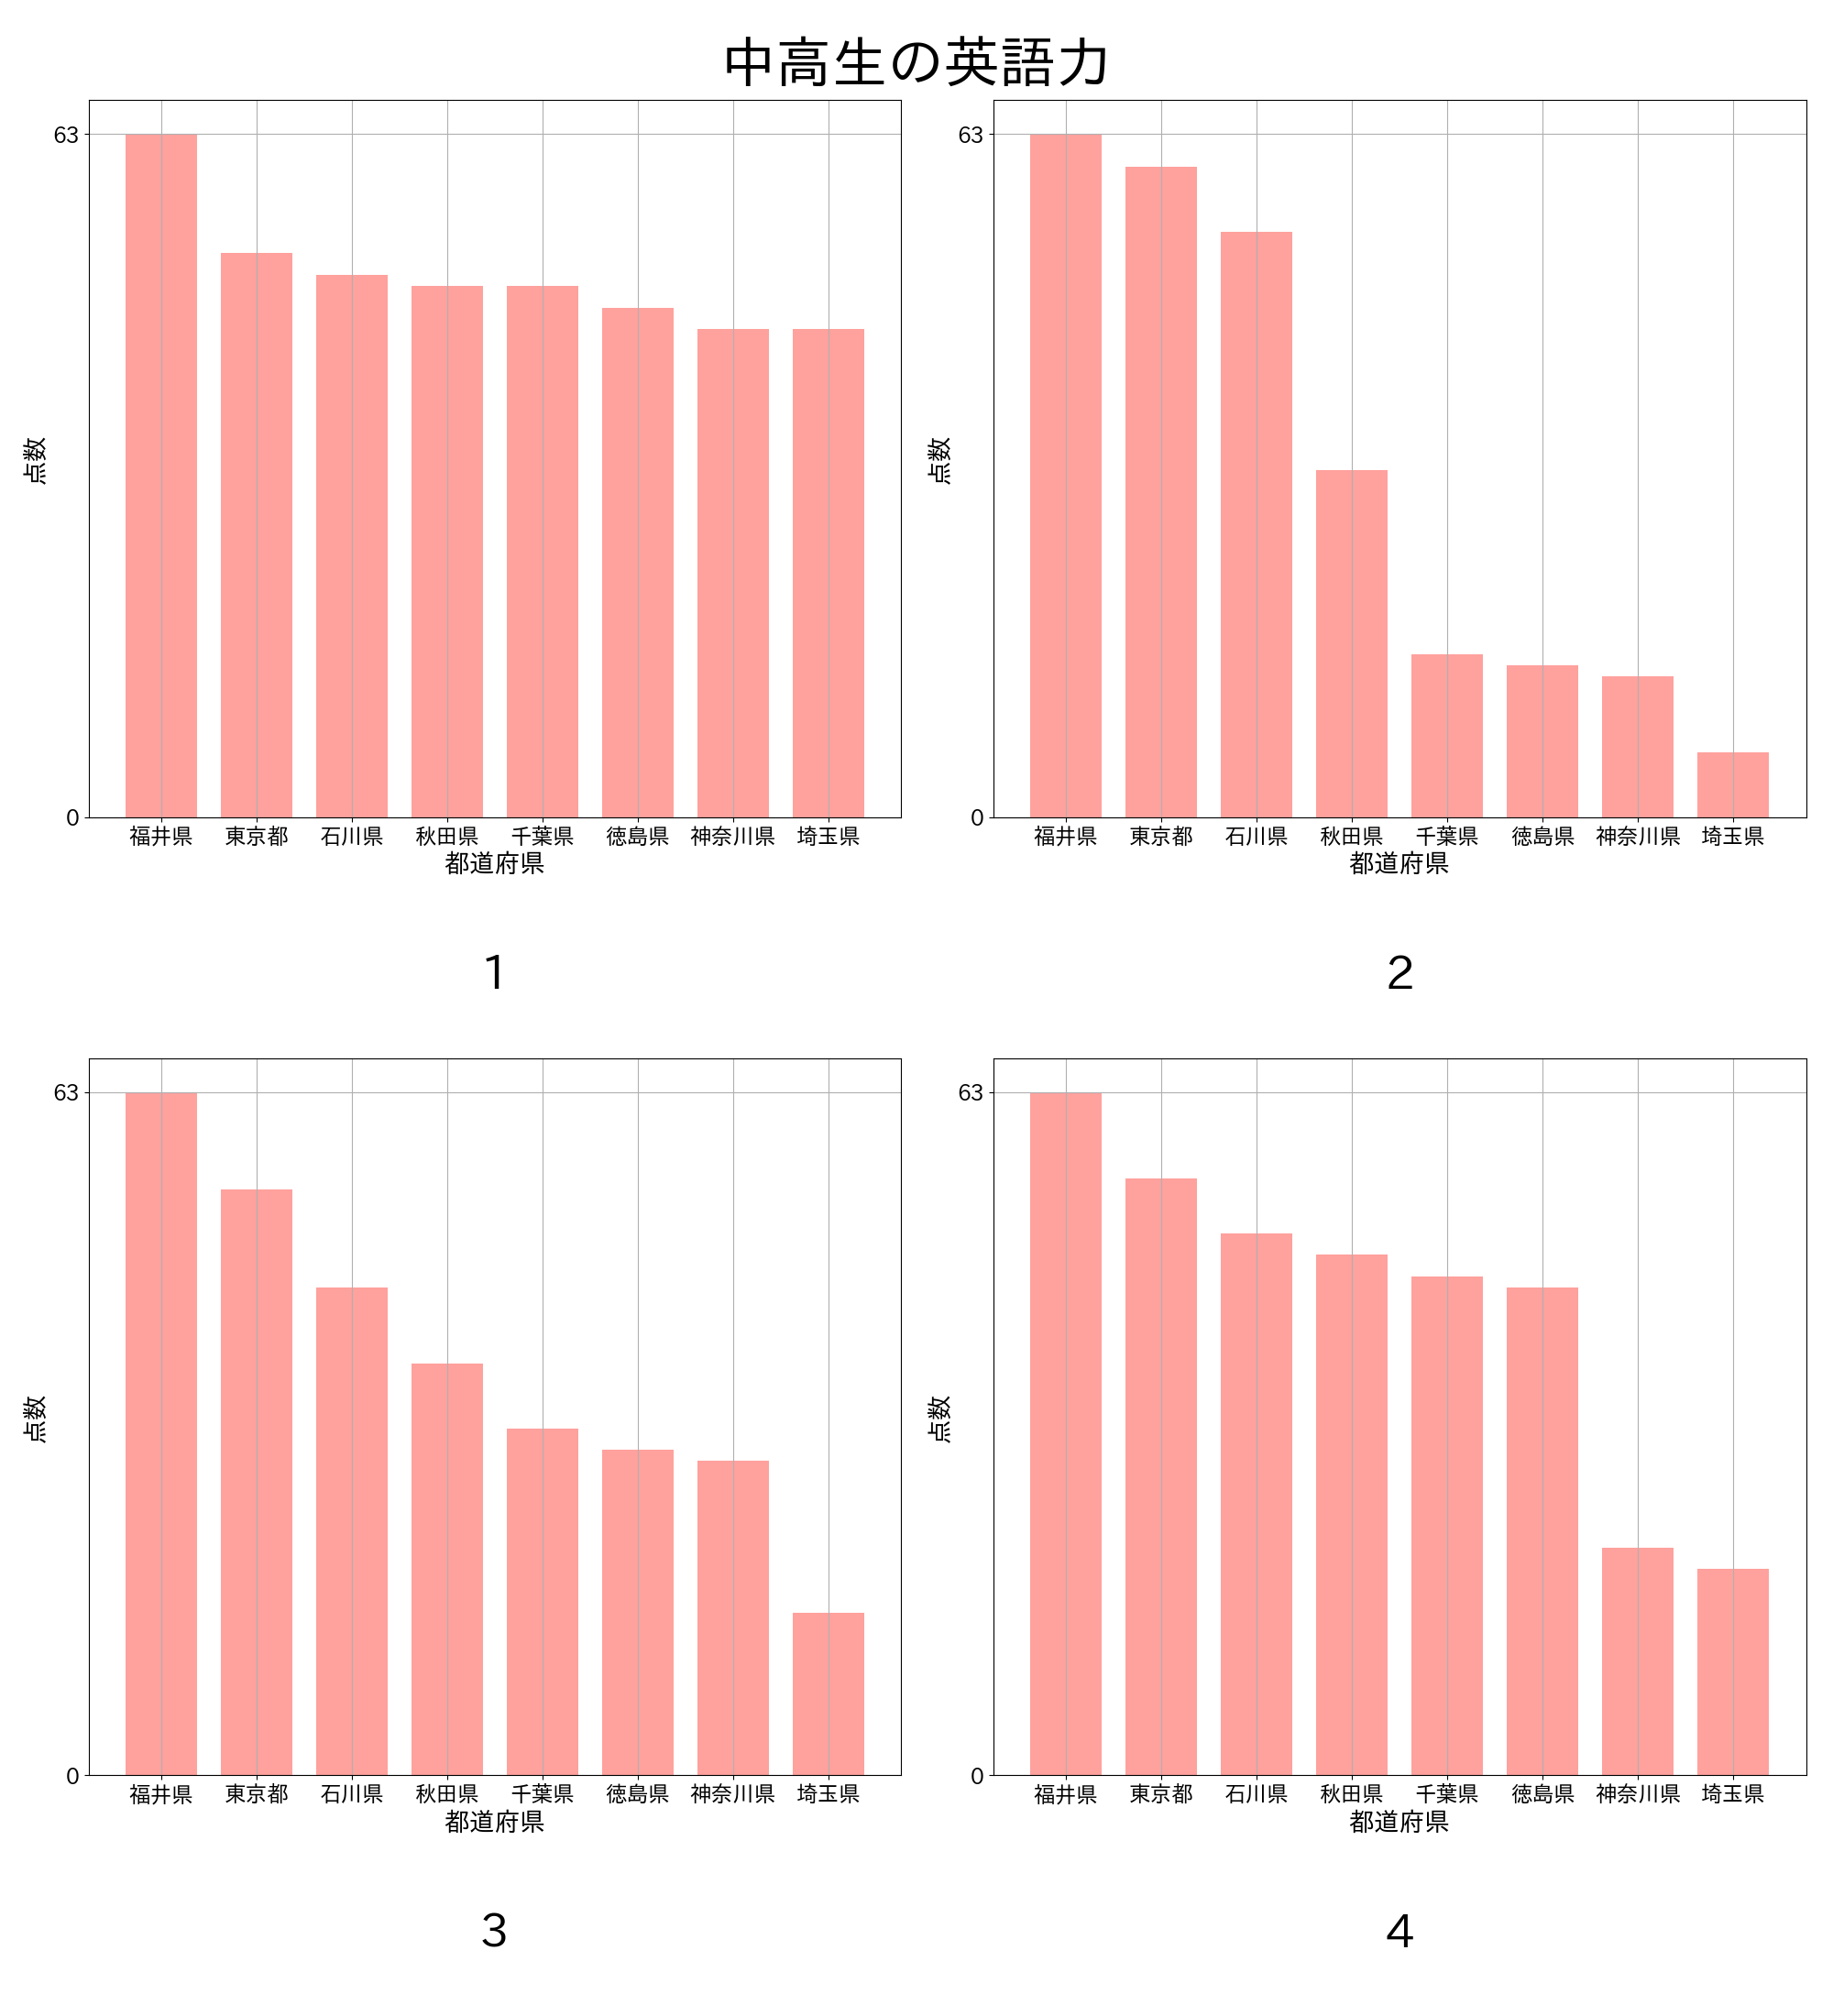 中高生の英語力
63
点数
0
福井県 東京都 石川県 秋田県 千葉県 徳島県 神奈川県 埼玉県
都道府県
1
63
点数
0
福井県 東京都 石川県 秋田県 千葉県 徳島県 神奈川県 埼玉県
都道府県
2
63
点数
0
福井県 東京都 石川県 秋田県 千葉県 徳島県 神奈川県 埼玉県
都道府県
3
63
点数
0
福井県 東京都 石川県 秋田県 千葉県 徳島県 神奈川県 埼玉県
都道府県
4